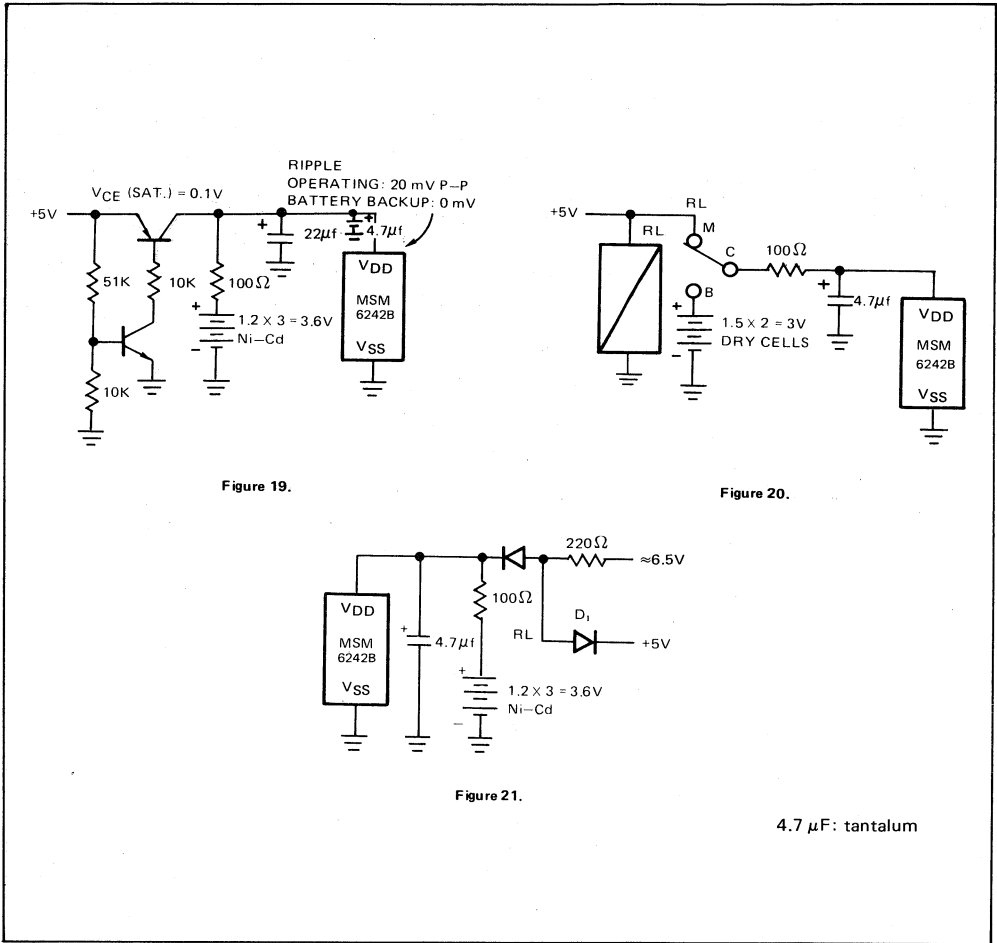 RIPPLE
OPERATING: 20 mV P-P
BATTERY BACKUP: 0 mV
VCE (SAT.) = 0.1V
+5V
+
22μf
+
4.7μf
51K
10K
100Ω
VDD
MSM
6242B
VSS
+
1.2 X 3 = 3.6V
Ni-Cd
-
10K
Figure 19.
RL
+5V
RL
M
C
100Ω
B
+
4.7μf
+
1.5 X 2 = 3V
DRY CELLS
-
VDD
MSM
6242B
VSS
Figure 20.
220Ω
≈6.5V
100Ω
VDD
MSM
6242B
VSS
+
4.7μf
RL
D1
+5V
+
1.2 X 3 = 3.6V
Ni-Cd
-
Figure 21.
4.7 μF: tantalum